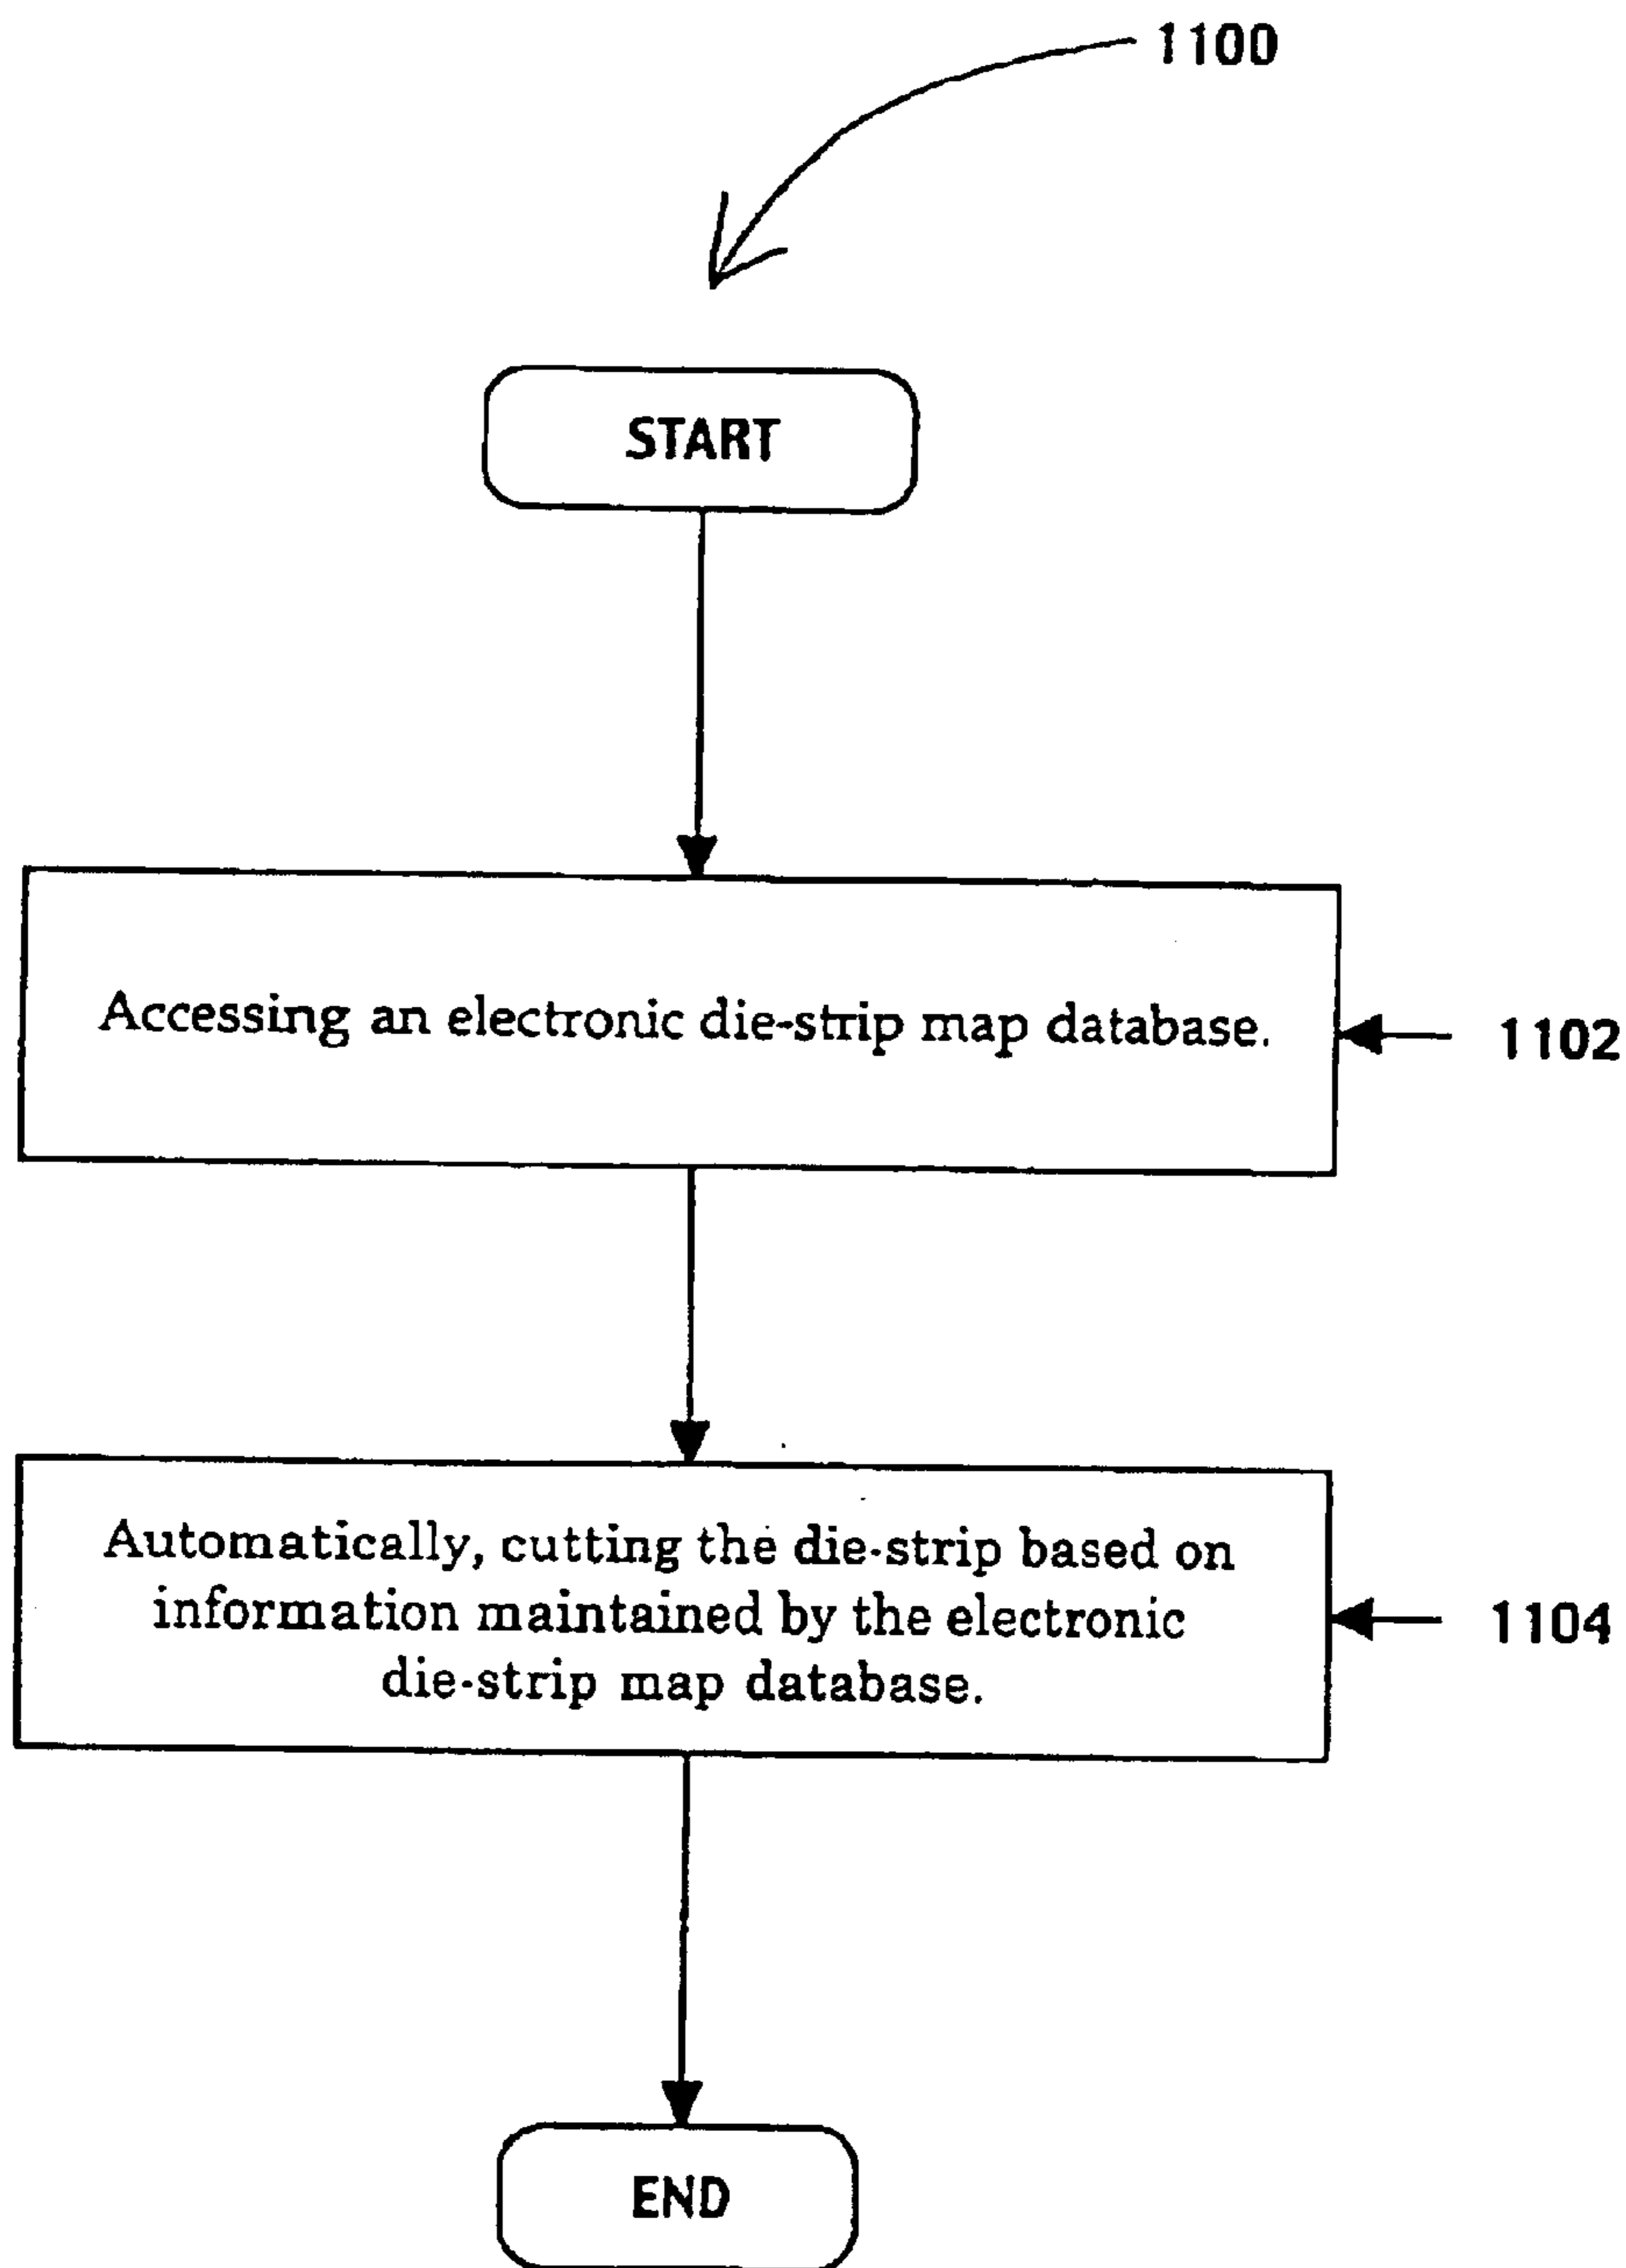 1100
START
Accessing an electronic die-strip map database.
1102
Automatically, cutting the die-strip based on
information maintained by the electronic
die-strip map database.
1104
END